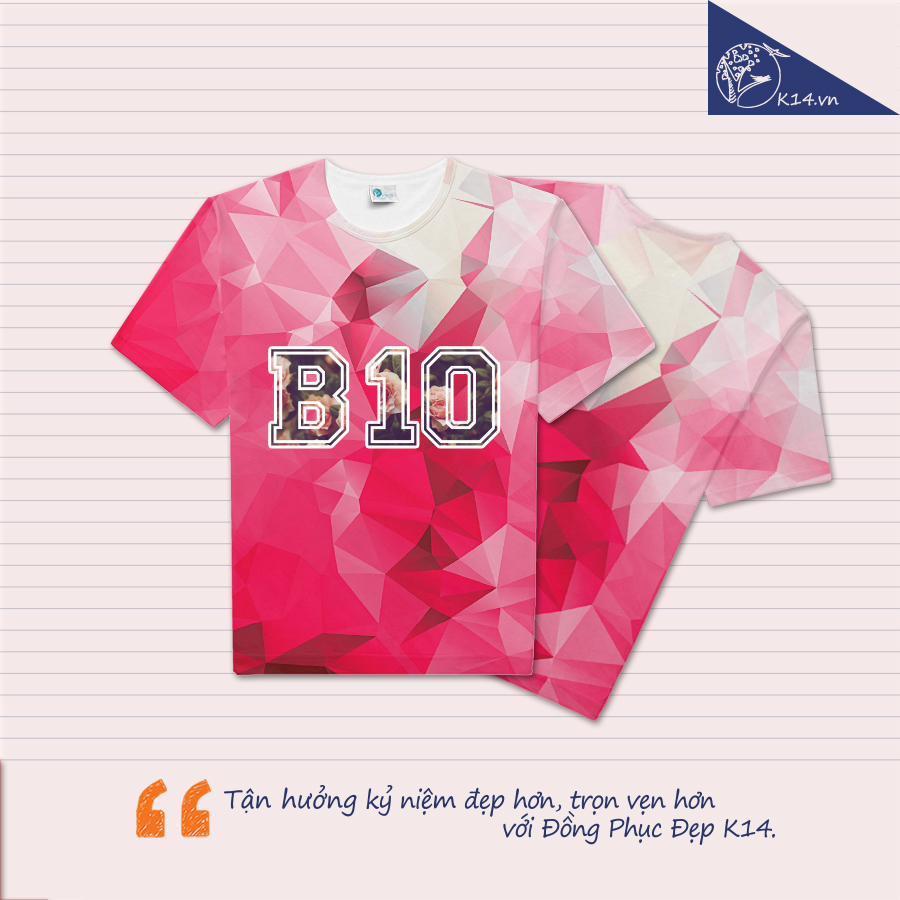 K14.vn
B10
Tận hưởng kỷ niệm đẹp hơn, trọn vẹn hơn
với Đồng Phục Đẹp K14.